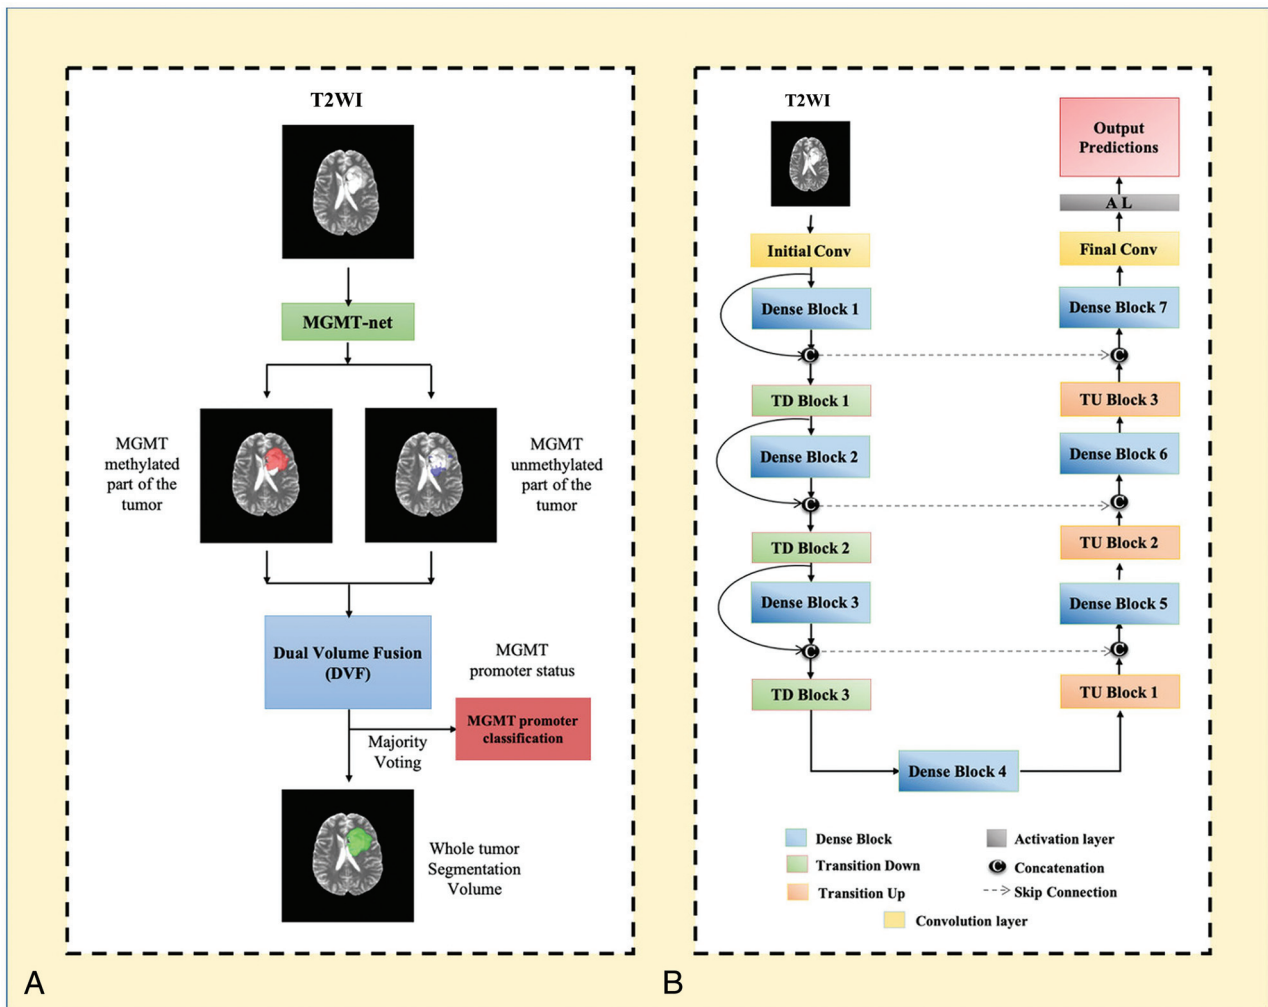 T2WI
MGMT-net
MGMT
methylated
part of the
tumor
MGMT
unmethylated
part of the
tumor
Dual Volume Fusion
(DVF)
MGMT
promoter status
MGMT promoter
classification
Majority
Voting
Whole tumor
Segmentation
Volume
A
T2WI
Initial Conv
Dense Block 1
C
TD Block 1
Dense Block 2
C
TD Block 2
Dense Block 3
C
TD Block 3
Dense Block 4
TU Block 1
C
Dense Block 5
TU Block 2
C
Dense Block 6
TU Block 3
C
Dense Block 7
Final Conv
A L
Output
Predictions
Dense Block
Transition Down
Transition Up
Activation layer
C
Concatenation
Skip Connection
Convolution layer
B